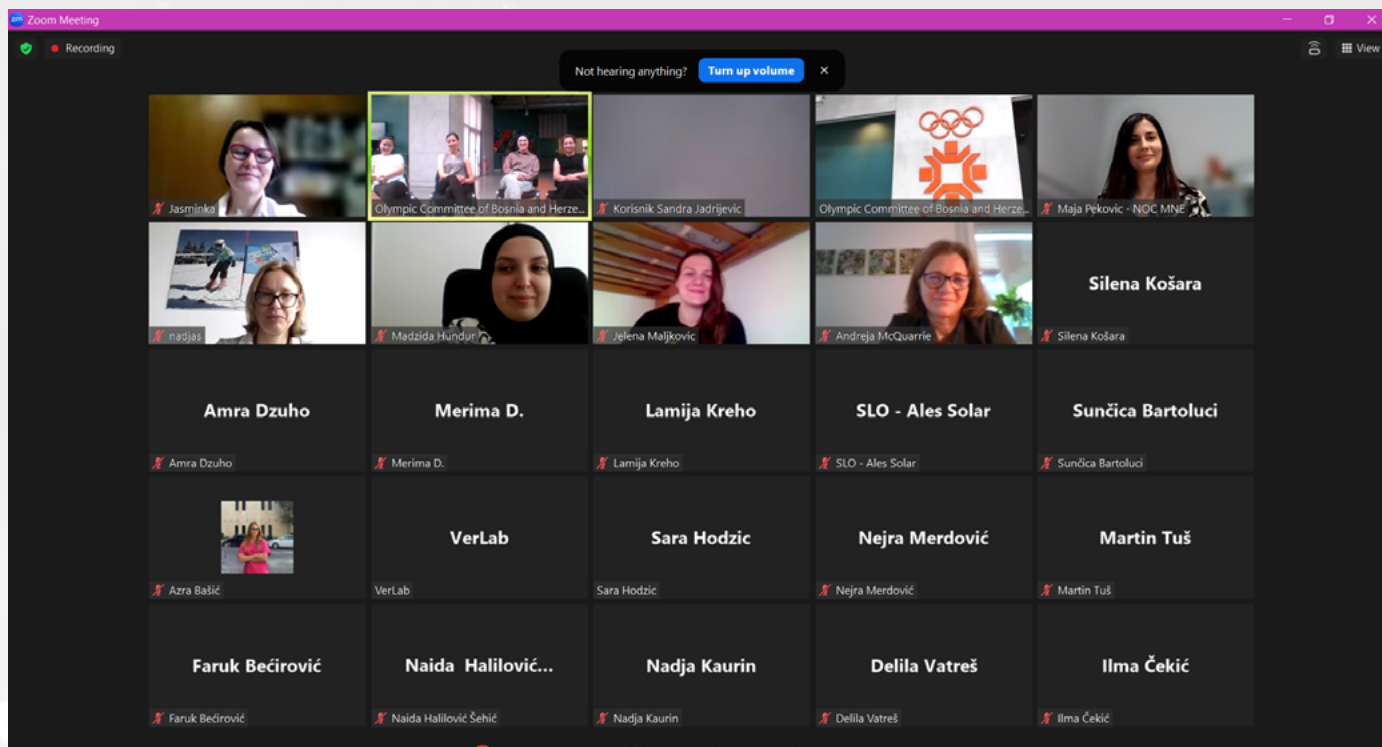 zm Zoom Meeting
Recording
View
Not hearing anything? Turn up volume
Jasminka
Olympic Committee of Bosnia and Herze...
Korisnik Sandra Jadrijevic
Olympic Committee of Bosnia and Herze...
Maja Pekovic - NOC MNE
nadjas
Madzida Hundur
Jelena Maljkovic
Andreja McQuarrie
Silena Košara
Silena Košara
Amra Dzuho
Merima D.
Lamija Kreho
SLO - Ales Solar
Sunčica Bartoluci
Amra Dzuho
Merima D.
Lamija Kreho
SLO - Ales Solar
Sunčica Bartoluci
VerLab
Sara Hodzic
Nejra Merdović
Martin Tuš
Azra Bašić
VerLab
Sara Hodzic
Nejra Merdović
Martin Tuš
Faruk Bećirović
Naida Halilović...
Nadja Kaurin
Delila Vatreš
Ilma Čekić
Faruk Bećirović
Naida Halilović Šehić
Nadja Kaurin
Delila Vatreš
Ilma Čekić